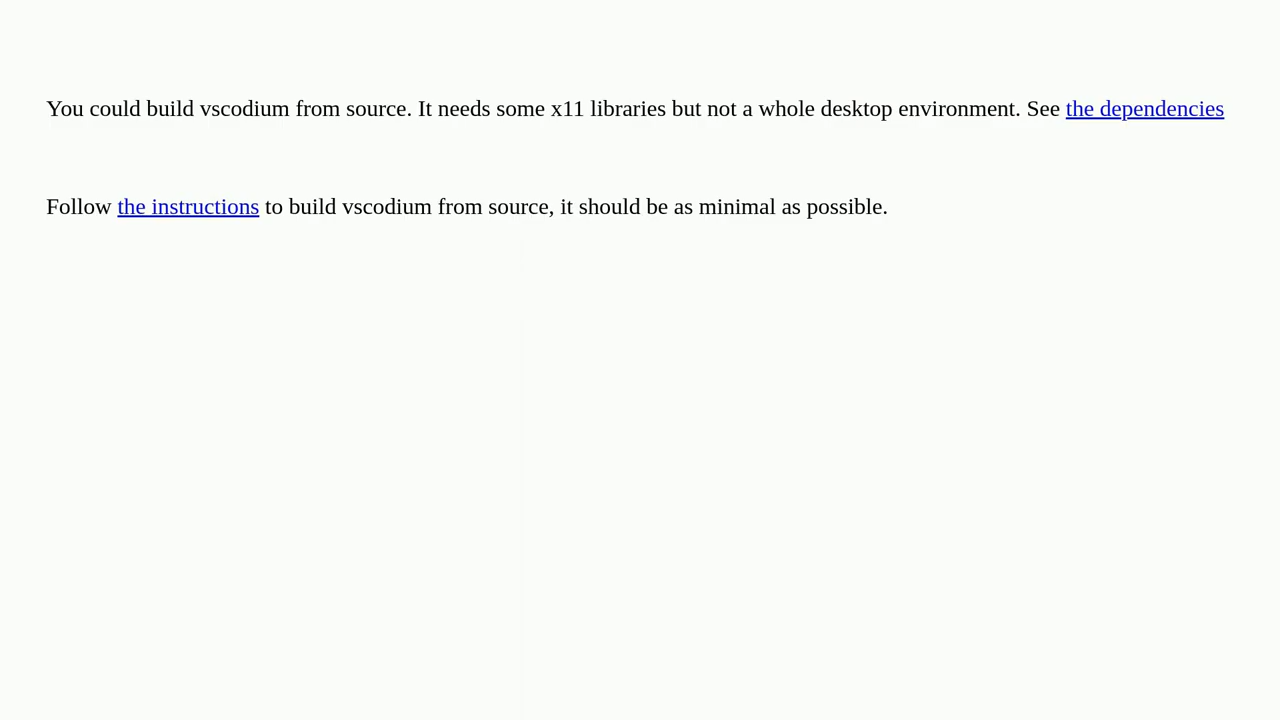 You could build vscodium from source. It needs some x11 libraries but not a whole desktop environment. See the dependencies
Follow the instructions to build vscodium from source, it should be as minimal as possible.